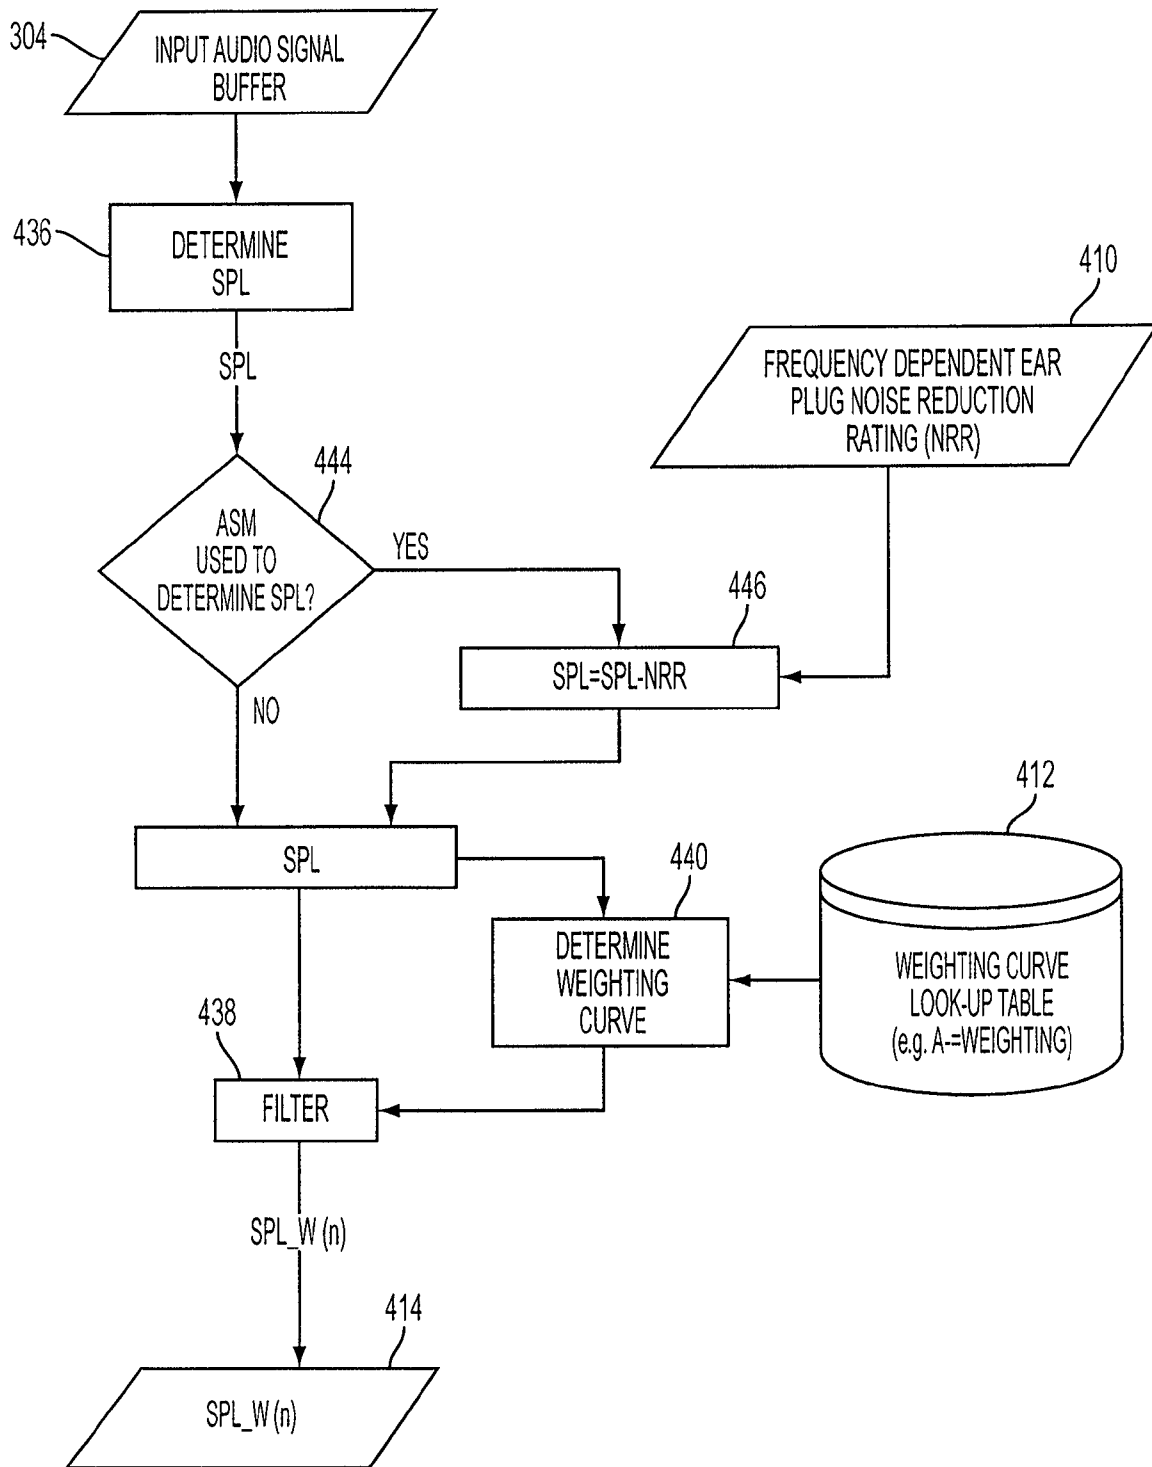 304
INPUT AUDIO SIGNAL
BUFFER
436
DETERMINE
SPL
410
SPL
FREQUENCY DEPENDENT EAR
PLUG NOISE REDUCTION
RATING (NRR)
444
ASM
USED TO
DETERMINE SPL?
YES
446
SPL=SPL-NRR
NO
412
SPL
440
DETERMINE
WEIGHTING
CURVE
WEIGHTING CURVE
LOOK-UP TABLE
(e.g. A-=WEIGHTING)
438
FILTER
SPL_W (n)
414
SPL_W (n)